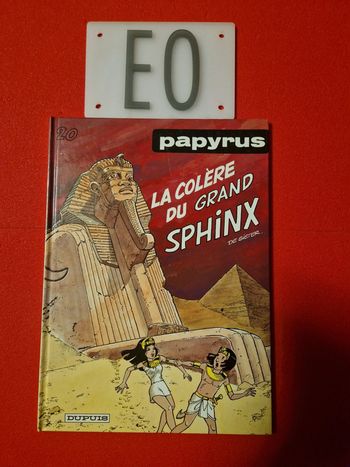 EO
20
papyrus
LA COLÈRE
DU GRAND
SPHiNX
DE GIETER.
DUPUIS